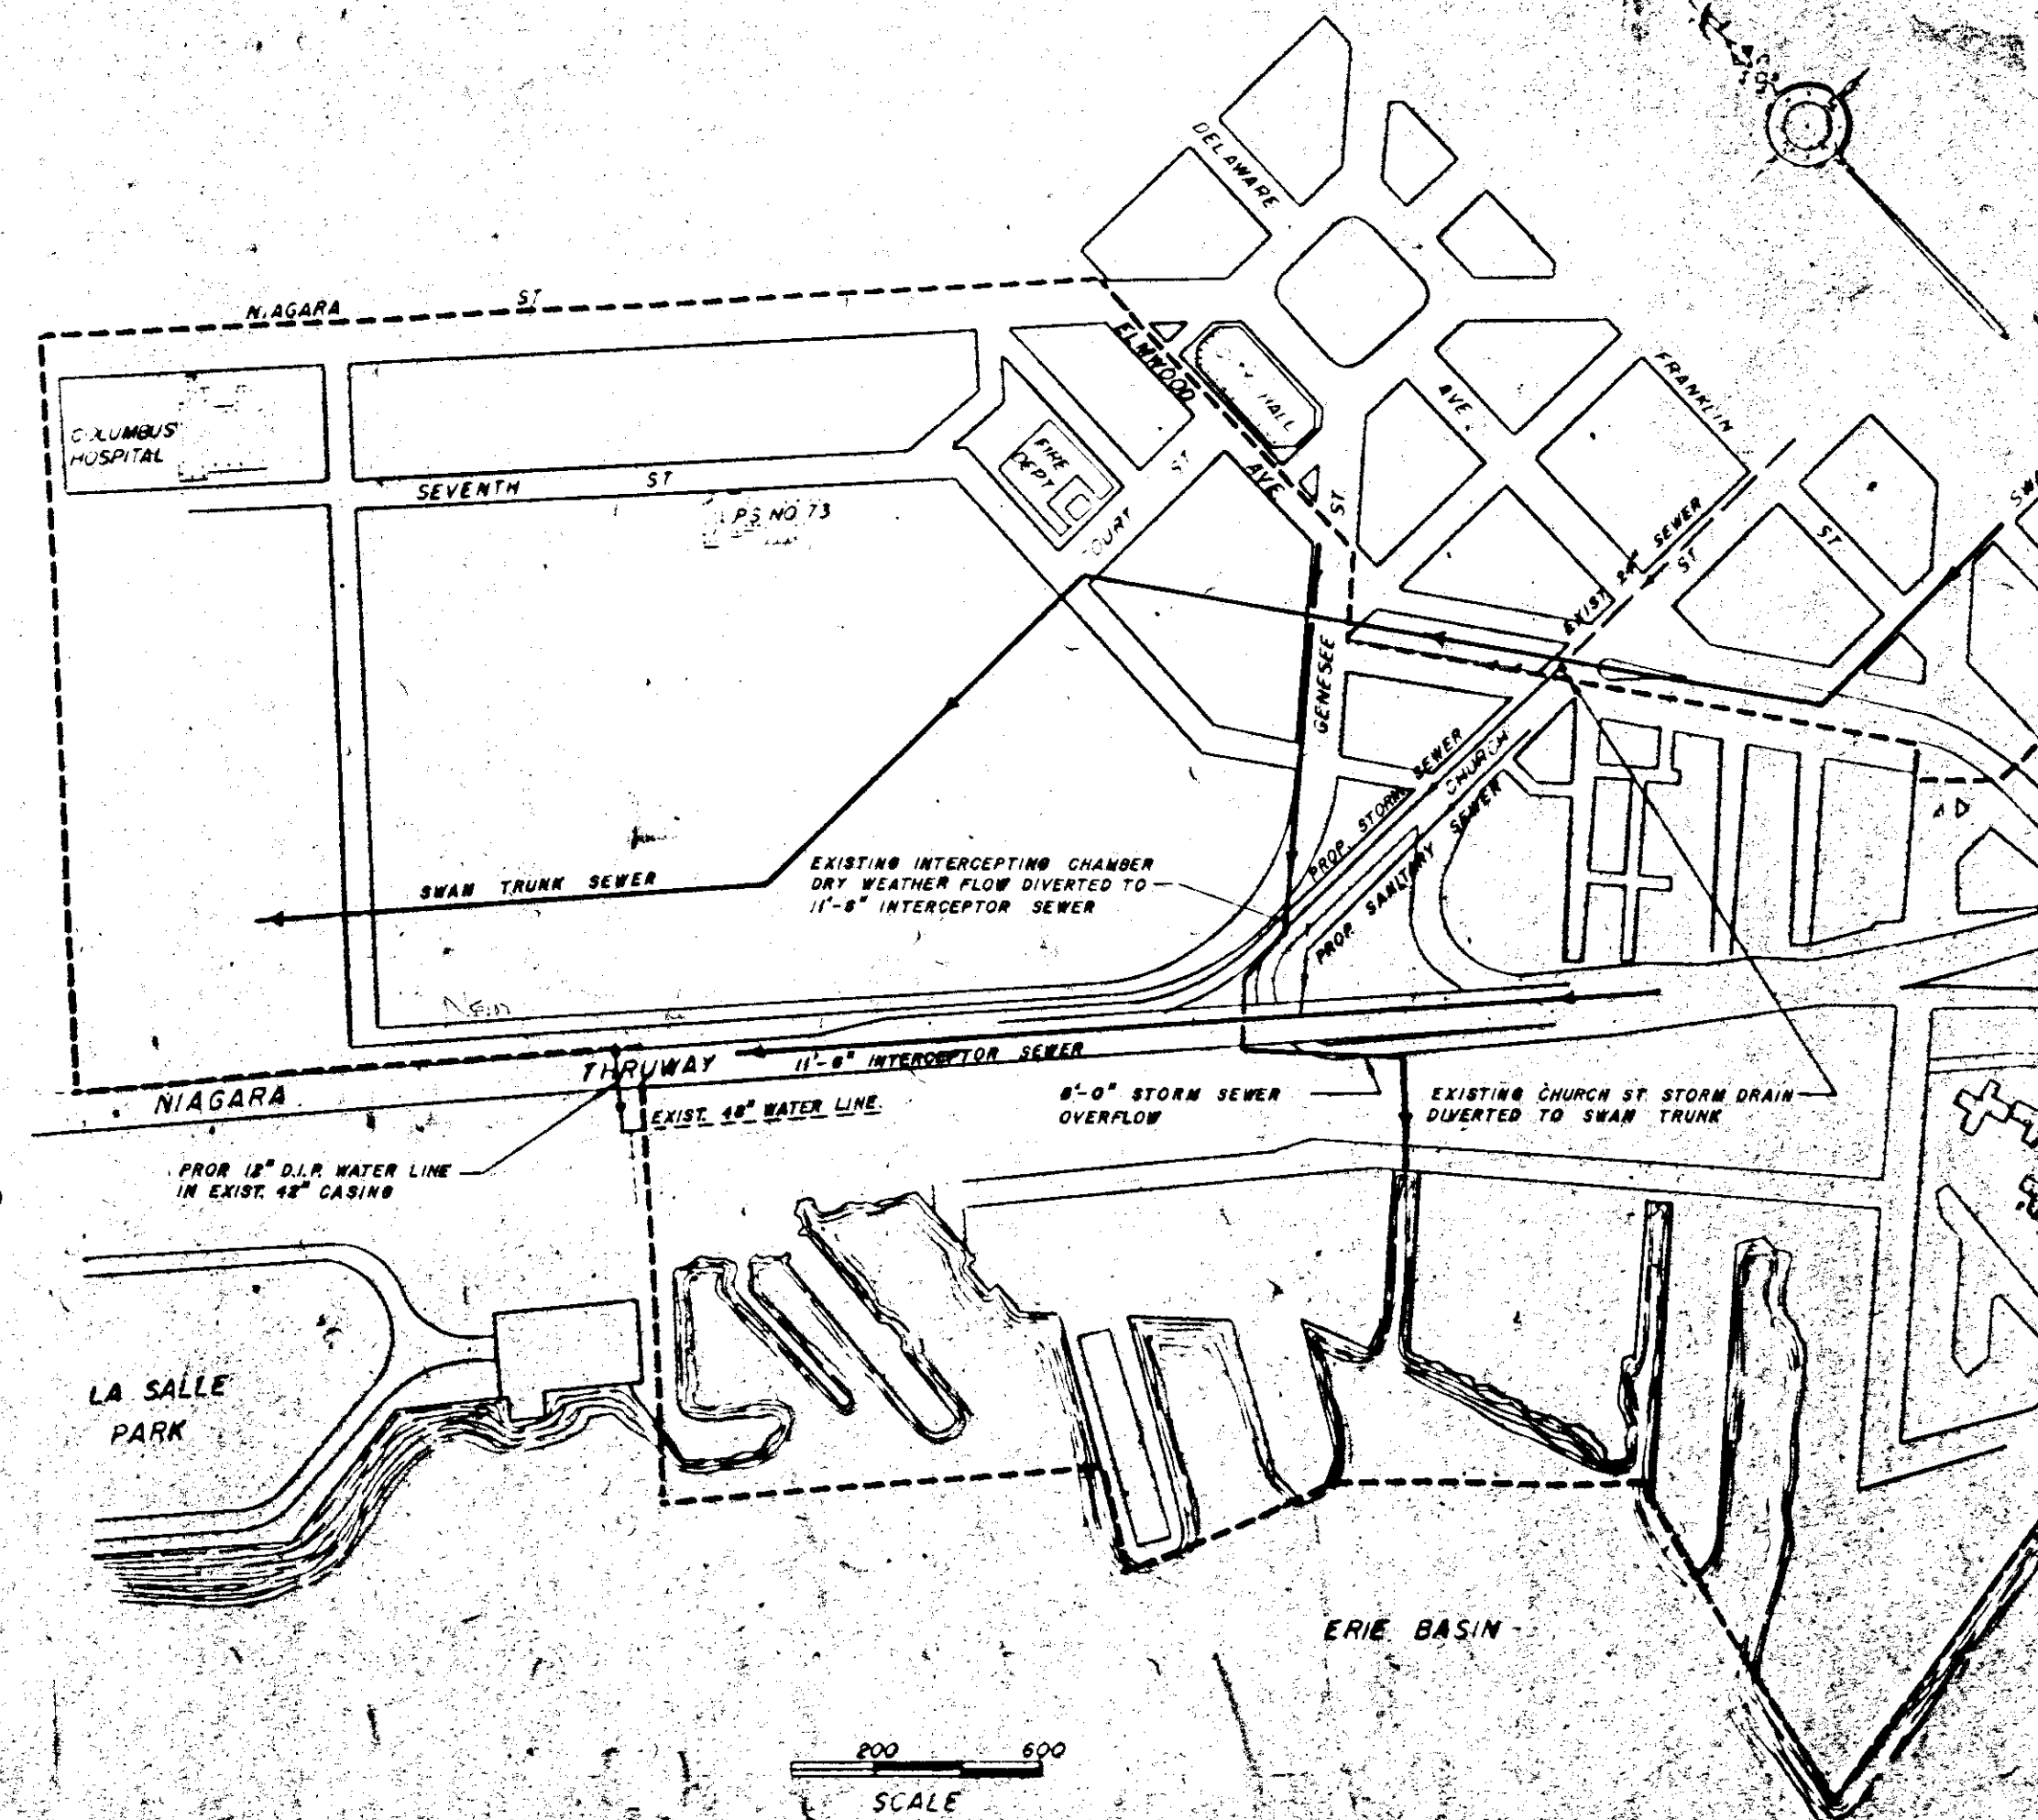 DELAWARE
NIAGARA ST
ELMWOOD
HALL
AVE
FRANKLIN
COLUMBUS
HOSPITAL
FIRE
DEPT
ST
AVE
ST
SEVENTH ST
P.S. NO 73
COURT
EXIST. 24" SEWER
ST
ST
GENESEE
SEWER
CHURCH
PROP. STORM
SEWER
PROP. SANITARY
SWAN TRUNK SEWER
EXISTING INTERCEPTING CHAMBER
DRY WEATHER FLOW DIVERTED TO
11'-6" INTERCEPTOR SEWER
NIAGARA THRUWAY
11'-6" INTERCEPTOR SEWER
EXIST. 48" WATER LINE
8'-0" STORM SEWER
OVERFLOW
EXISTING CHURCH ST. STORM DRAIN
DIVERTED TO SWAN TRUNK
PROP. 12" D.I.P. WATER LINE
IN EXIST. 42" CASING
LA SALLE
PARK
ERIE BASIN
200 600
SCALE